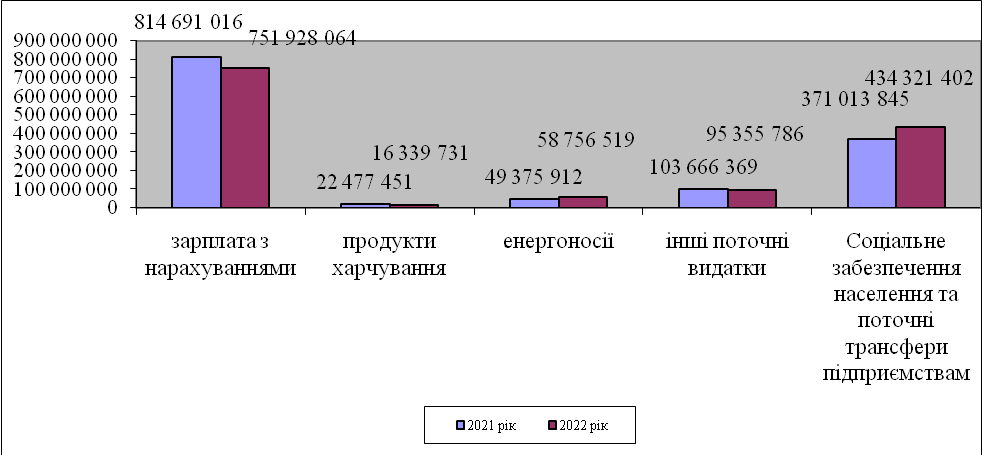 814 691 016
751 928 064
900 000 000
800 000 000
700 000 000
600 000 000
500 000 000
400 000 000
300 000 000
200 000 000
100 000 000
0
22 477 451
16 339 731
49 375 912
58 756 519
103 666 369
95 355 786
371 013 845
434 321 402
зарплата з
нарахуваннями
продукти
харчування
енергоносії
інші поточні
видатки
Соціальне
забезпечення
населення та
поточні
трансфери
підприємствам
2021 рік
2022 рік